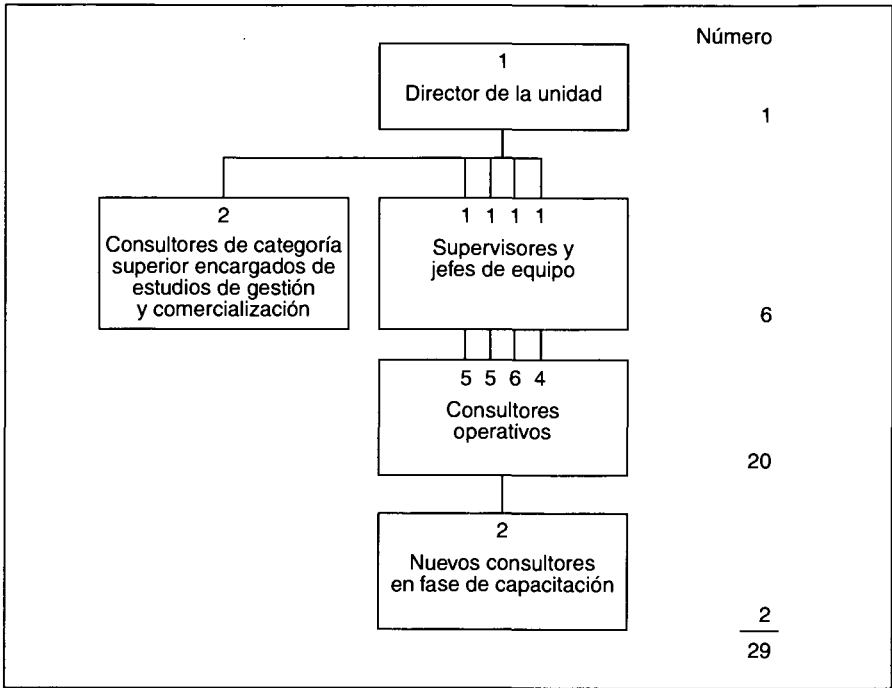 Número
1
Director de la unidad
1
2
Consultores de categoría
superior encargados de
estudios de gestión
y comercialización
1 1 1 1
Supervisores y
jefes de equipo
6
5 5 6 4
Consultores
operativos
20
2
Nuevos consultores
en fase de capacitación
2
29